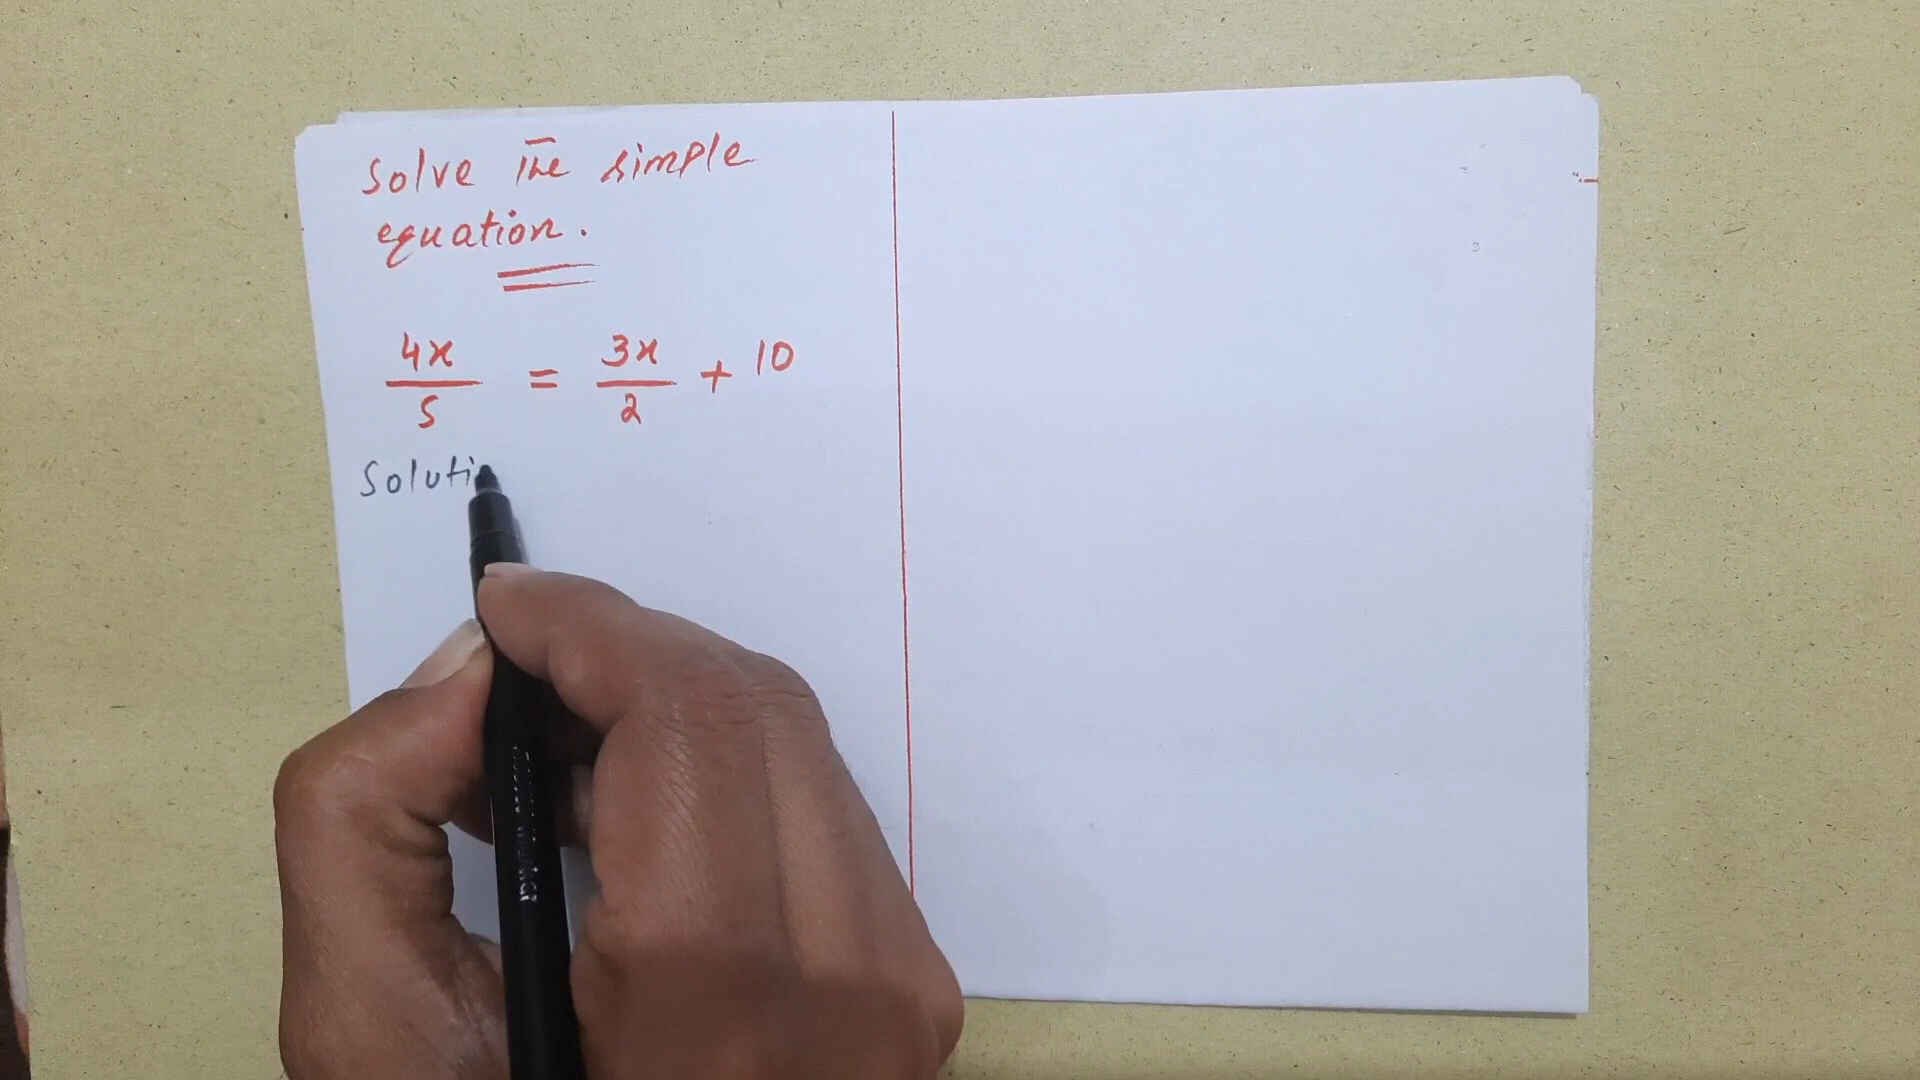 Solve the simple
equation.
4x/5 = 3x/2 + 10
Soluti